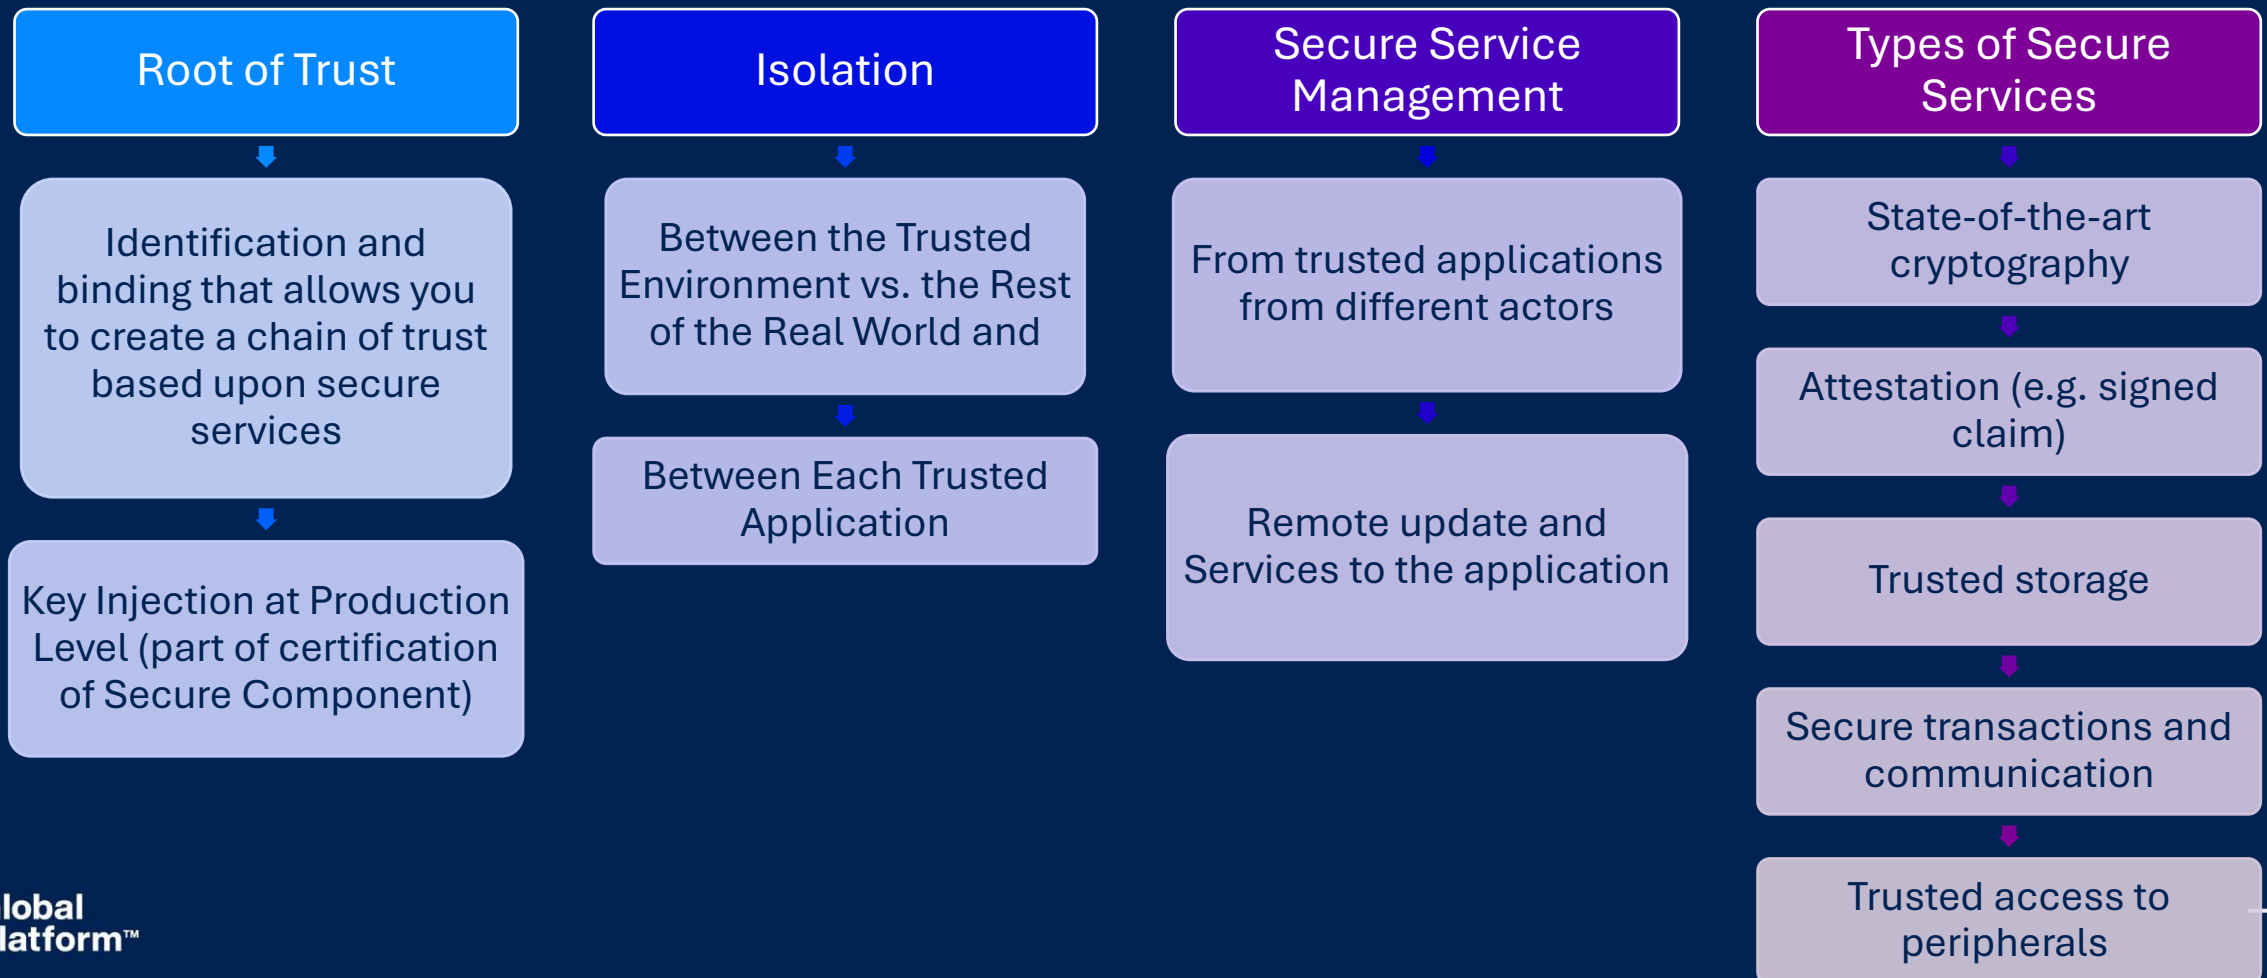 Root of Trust
Identification and
binding that allows you
to create a chain of trust
based upon secure
services
Key Injection at Production
Level (part of certification
of Secure Component)
Isolation
Between the Trusted
Environment vs. the Rest
of the Real World and
Between Each Trusted
Application
Secure Service
Management
From trusted applications
from different actors
Remote update and
Services to the application
Types of Secure
Services
State-of-the-art
cryptography
Attestation (e.g. signed
claim)
Trusted storage
Secure transactions and
communication
Trusted access to
peripherals
lobal
latform™